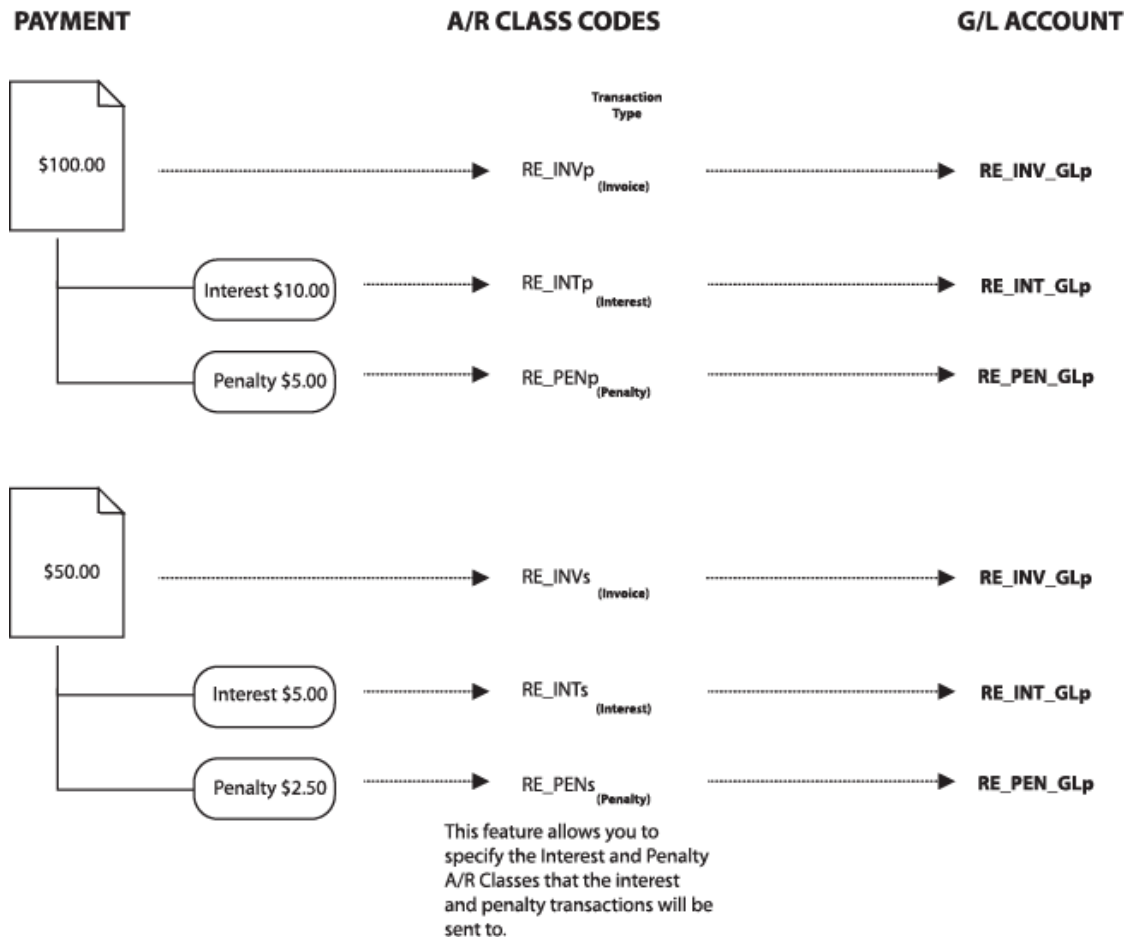 PAYMENT A/R CLASS CODES G/L ACCOUNT
Transaction
Type
$100.00 RE_INVp RE_INV_GLp
(Invoice)
Interest $10.00 RE_INTp RE_INT_GLp
(Interest)
Penalty $5.00 RE_PENp RE_PEN_GLp
(Penalty)
$50.00 RE_INVs RE_INV_GLp
(Invoice)
Interest $5.00 RE_INTs RE_INT_GLp
(Interest)
Penalty $2.50 RE_PENs RE_PEN_GLp
(Penalty)
This feature allows you to
specify the Interest and Penalty
A/R Classes that the interest
and penalty transactions will be
sent to.